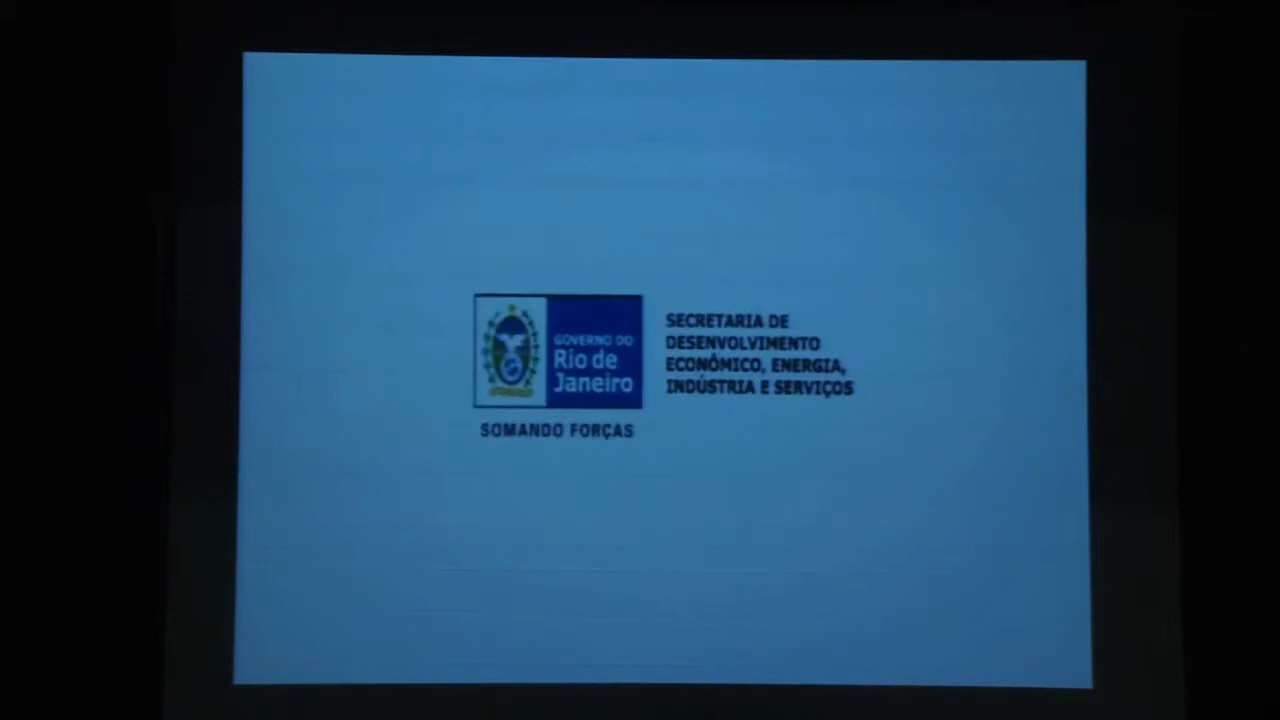 GOVERNO DO
Rio de
Janeiro
SOMANDO FORÇAS
SECRETARIA DE
DESENVOLVIMENTO
ECONÔMICO, ENERGIA,
INDÚSTRIA E SERVIÇOS